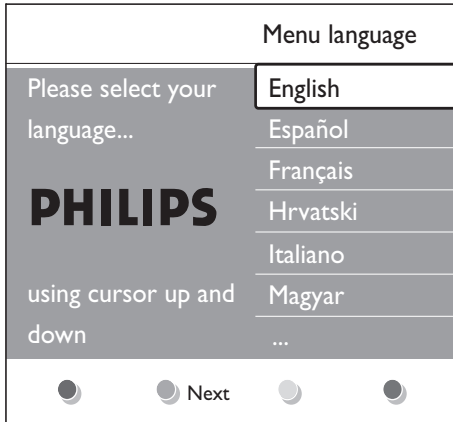 Menu language
Please select your
language...
PHILIPS
using cursor up and
down
English
Español
Français
Hrvatski
Italiano
Magyar
...
Next